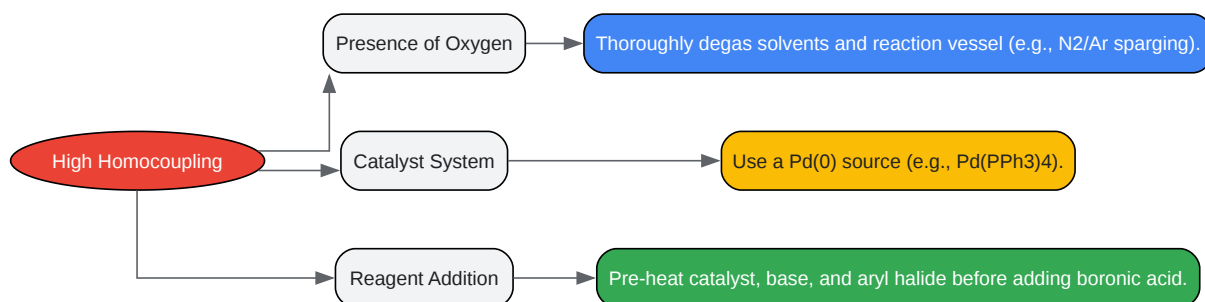 Presence of Oxygen
Thoroughly degas solvents and reaction vessel (e.g., N2/Ar sparging).
High Homocoupling
Catalyst System
Use a Pd(0) source (e.g., Pd(PPh3)4).
Reagent Addition
Pre-heat catalyst, base, and aryl halide before adding boronic acid.